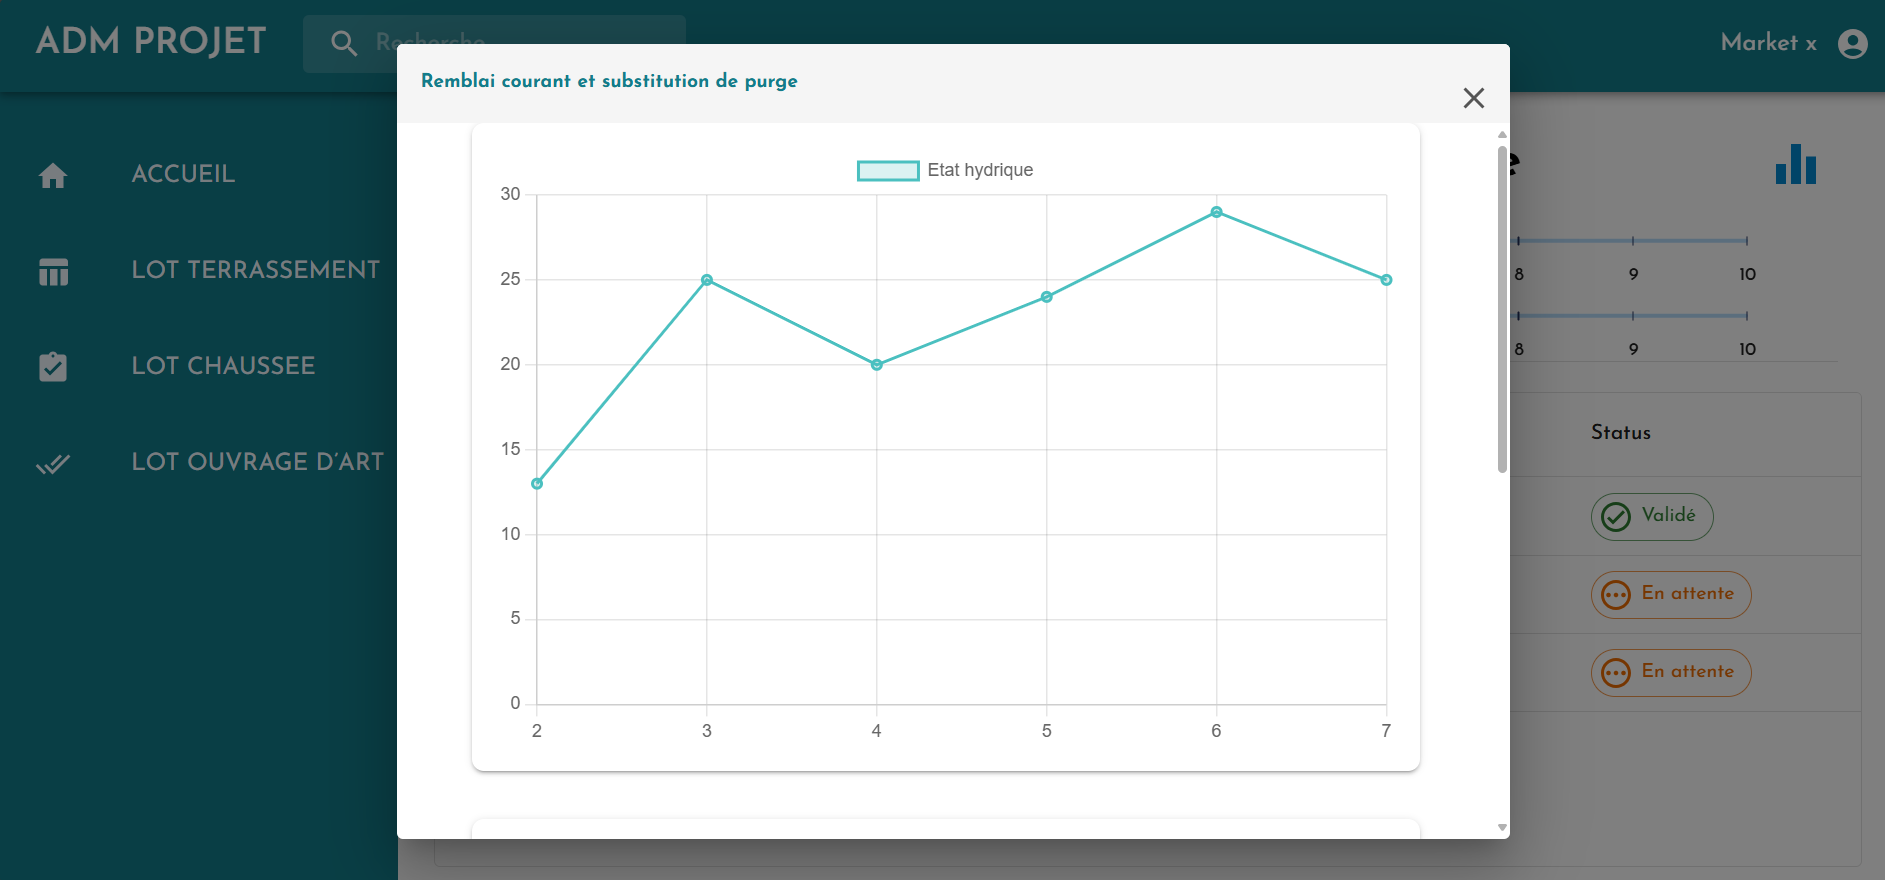 ADM PROJET
Recherche
Market x
ACCUEIL
LOT TERRASSEMENT
LOT CHAUSSEE
LOT OUVRAGE D'ART
Remblai courant et substitution de purge
Etat hydrique
30
25
20
15
10
5
0
2 3 4 5 6 7
e
8 9 10
8 9 10
Status
Validé
En attente
En attente